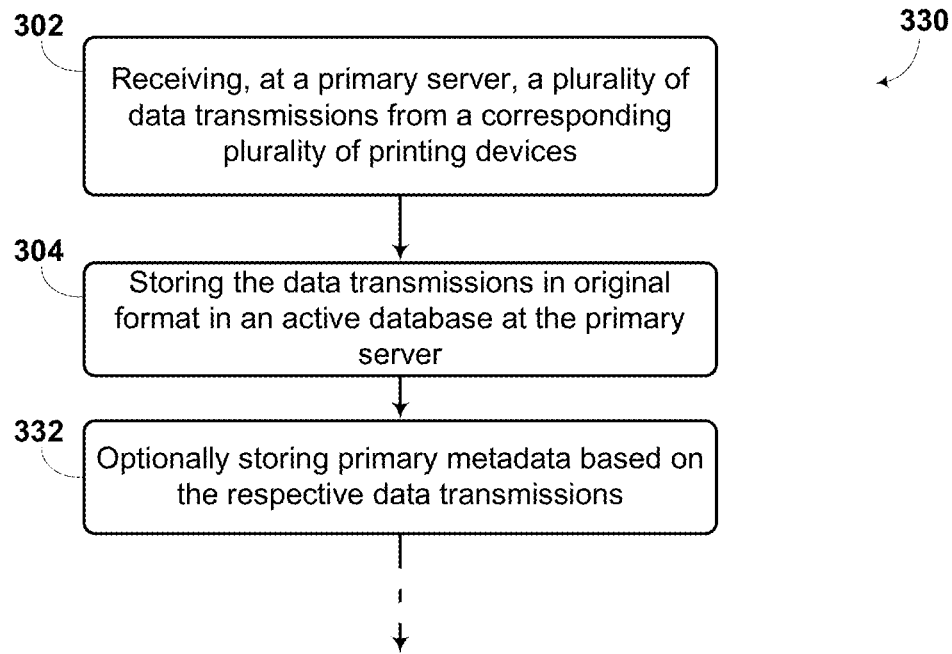 302
330
Receiving, at a primary server, a plurality of
data transmissions from a corresponding
plurality of printing devices
304
Storing the data transmissions in original
format in an active database at the primary
server
332
Optionally storing primary metadata based on
the respective data transmissions